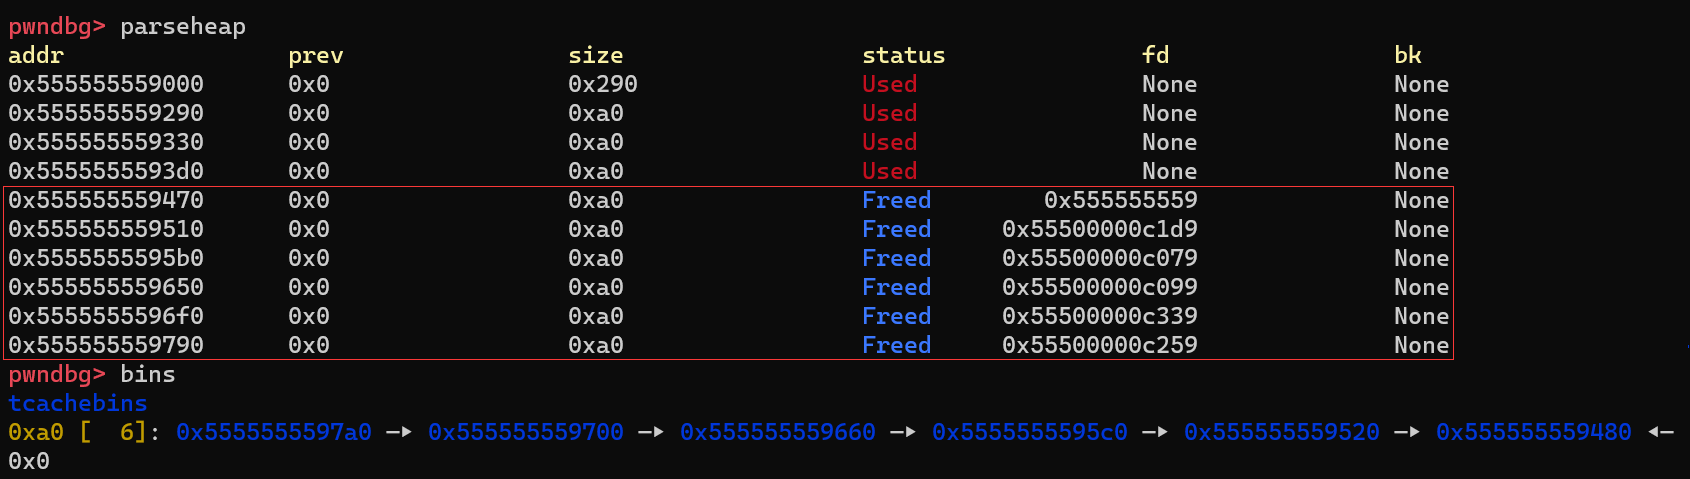 pwndbg> parseheap
addr prev size status fd bk
0x555555559000 0x0 0x290 Used None None
0x555555559290 0x0 0xa0 Used None None
0x555555559330 0x0 0xa0 Used None None
0x5555555593d0 0x0 0xa0 Used None None
0x555555559470 0x0 0xa0 Freed 0x555555559 None
0x555555559510 0x0 0xa0 Freed 0x55500000c1d9 None
0x5555555595b0 0x0 0xa0 Freed 0x55500000c079 None
0x555555559650 0x0 0xa0 Freed 0x55500000c099 None
0x5555555596f0 0x0 0xa0 Freed 0x55500000c339 None
0x555555559790 0x0 0xa0 Freed 0x55500000c259 None
pwndbg> bins
tcachebins
0xa0 [  6]: 0x5555555597a0 —▸ 0x555555559700 —▸ 0x555555559660 —▸ 0x5555555595c0 —▸ 0x555555559520 —▸ 0x555555559480 ◂—
0x0